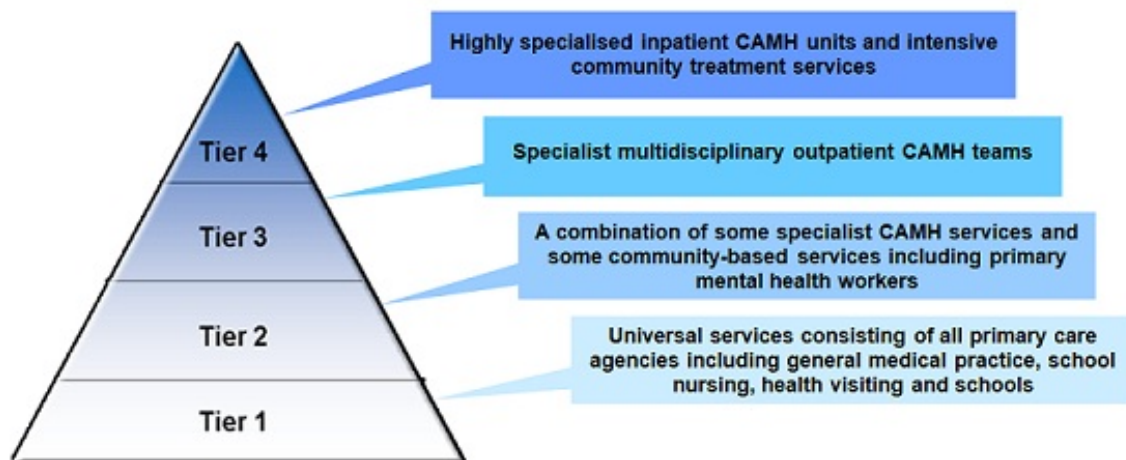 Highly specialised inpatient CAMH units and intensive
community treatment services
Tier 4
Specialist multidisciplinary outpatient CAMH teams
Tier 3
A combination of some specialist CAMH services and
some community-based services including primary
mental health workers
Tier 2
Universal services consisting of all primary care
agencies including general medical practice, school
nursing, health visiting and schools
Tier 1